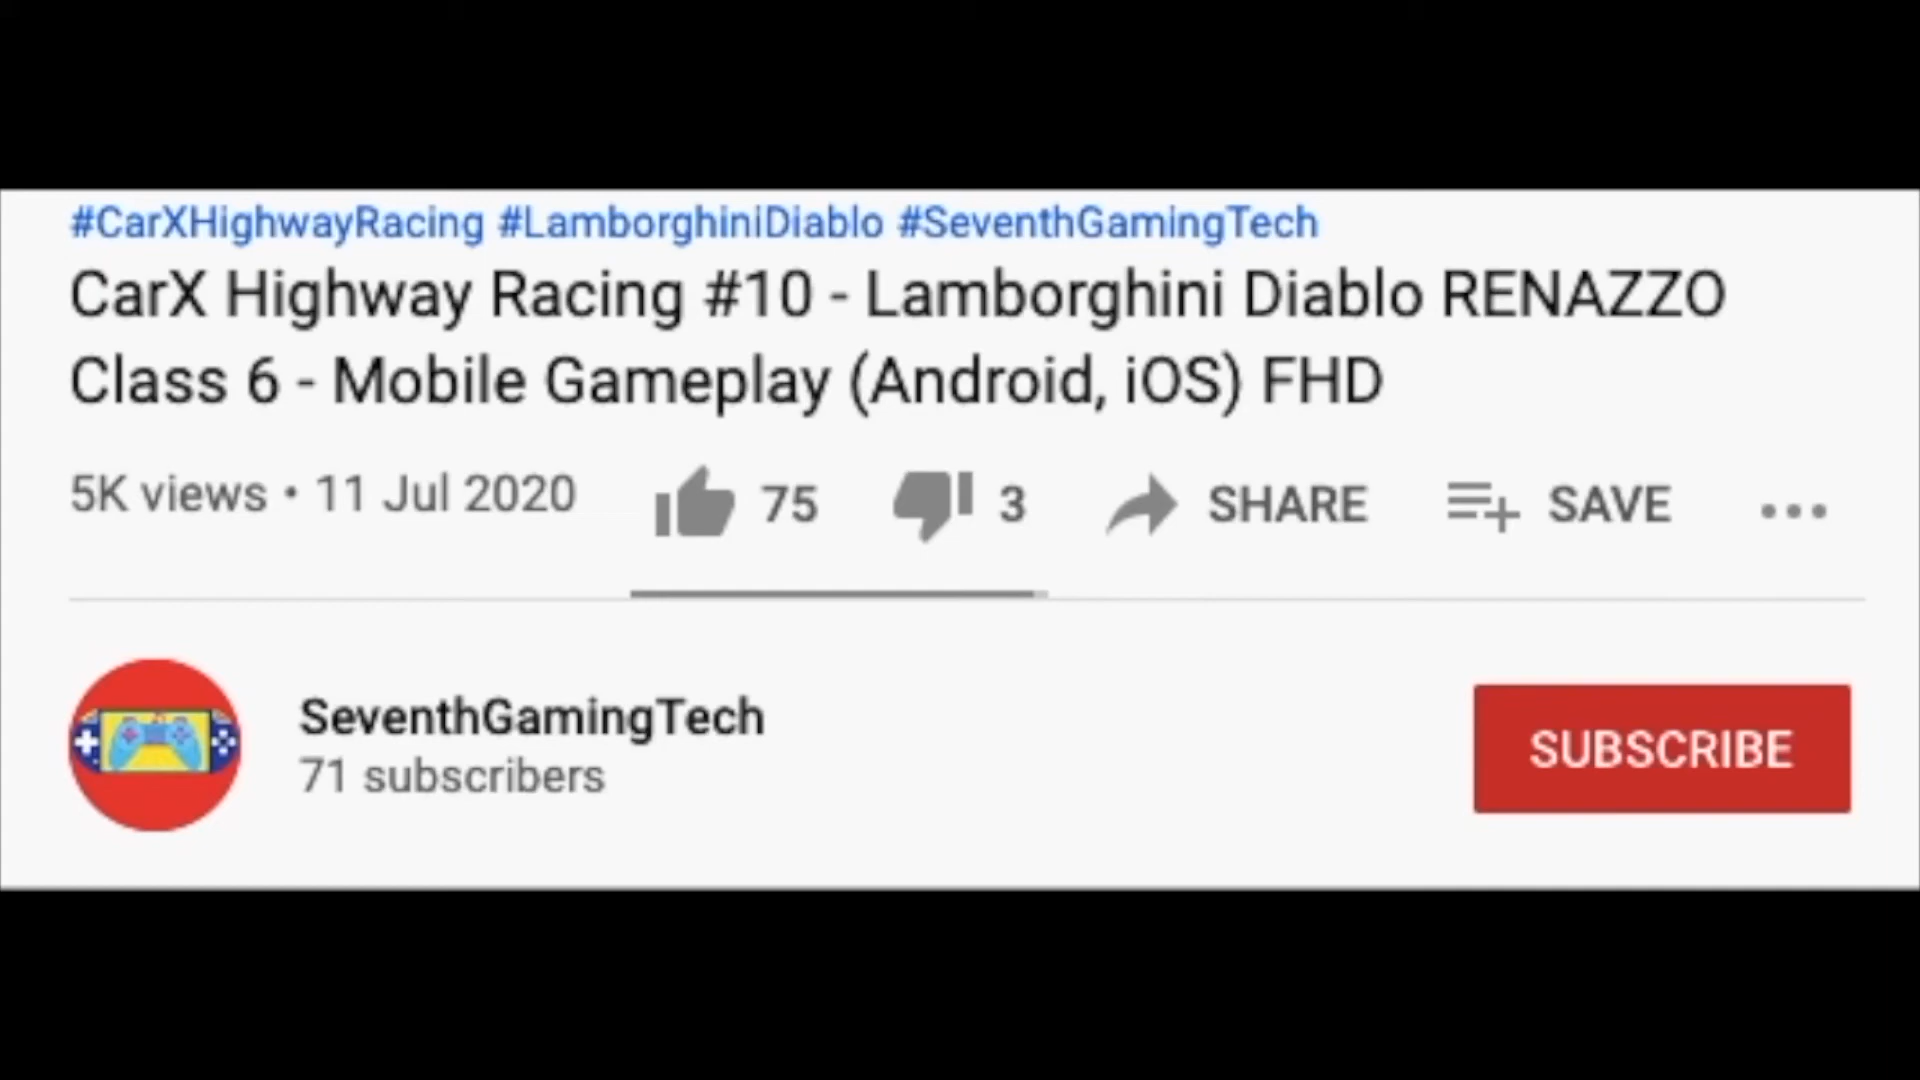 #CarXHighwayRacing #LamborghiniDiablo #SeventhGamingTech
CarX Highway Racing #10 - Lamborghini Diablo RENAZZO
Class 6 - Mobile Gameplay (Android, iOS) FHD
5K views • 11 Jul 2020 75 3 SHARE SAVE
SeventhGamingTech
71 subscribers
SUBSCRIBE